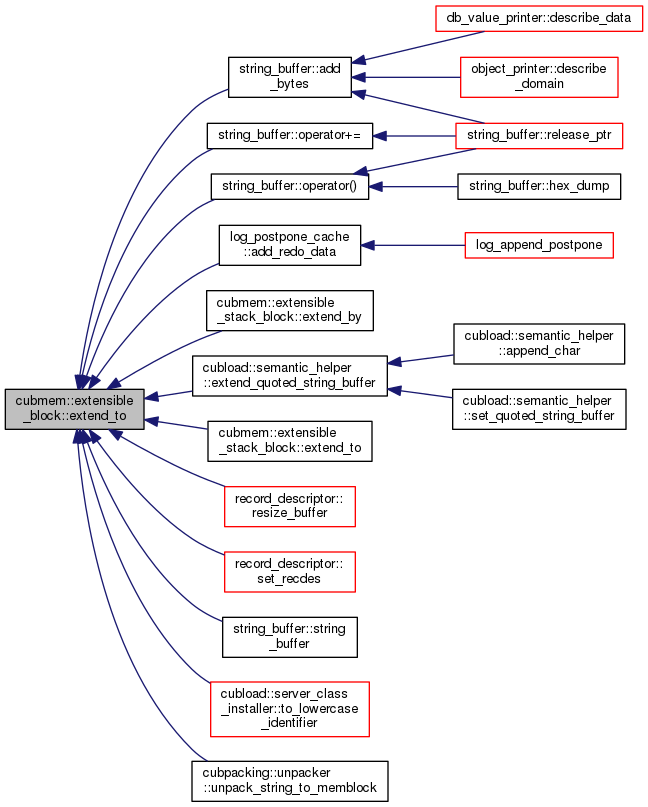 db_value_printer::describe_data
string_buffer::add
_bytes
object_printer::describe
_domain
string_buffer::operator+=
string_buffer::release_ptr
string_buffer::operator()
string_buffer::hex_dump
log_postpone_cache
::add_redo_data
log_append_postpone
cubmem::extensible
_stack_block::extend_by
cubload::semantic_helper
::append_char
cubload::semantic_helper
::extend_quoted_string_buffer
cubmem::extensible
_block::extend_to
cubload::semantic_helper
::set_quoted_string_buffer
cubmem::extensible
_stack_block::extend_to
record_descriptor::
resize_buffer
record_descriptor::
set_recdes
string_buffer::string
_buffer
cubload::server_class
_installer::to_lowercase
_identifier
cubpacking::unpacker
::unpack_string_to_memblock